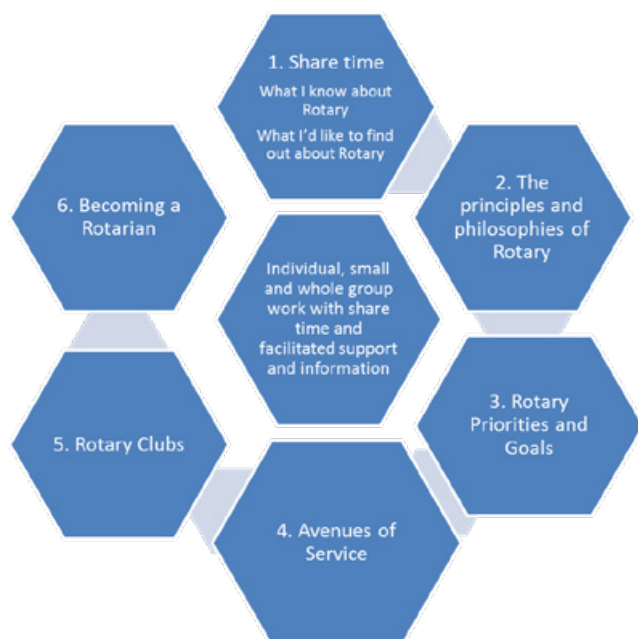 1. Share time
What I know about
Rotary
What I'd like to find
out about Rotary
2. The
principles and
philosophies of
Rotary
3. Rotary
Priorities and
Goals
4. Avenues of
Service
5. Rotary Clubs
6. Becoming a
Rotarian
Individual, small
and whole group
work with share
time and
facilitated support
and information